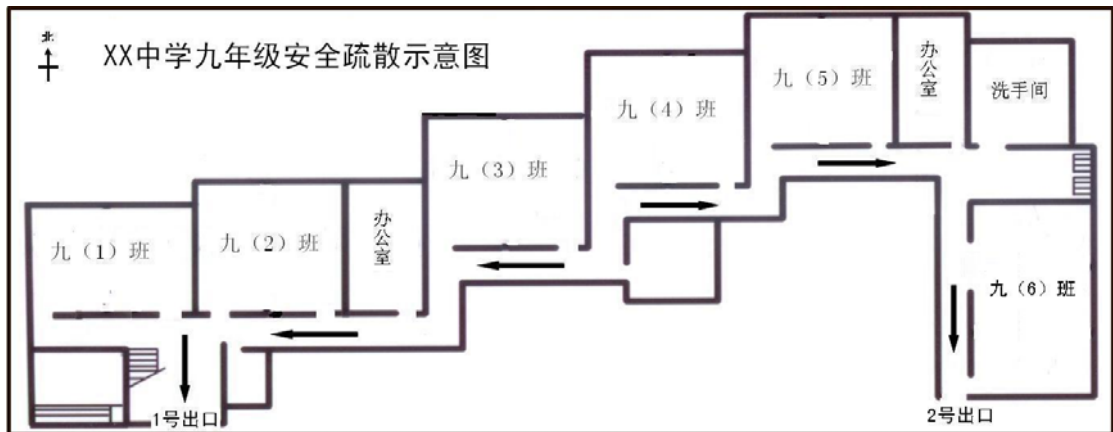 北
XX中学九年级安全疏散示意图
九（1）班
九（2）班
办公室
九（3）班
九（4）班
九（5）班
办公室
洗手间
九（6）班
1号出口
2号出口